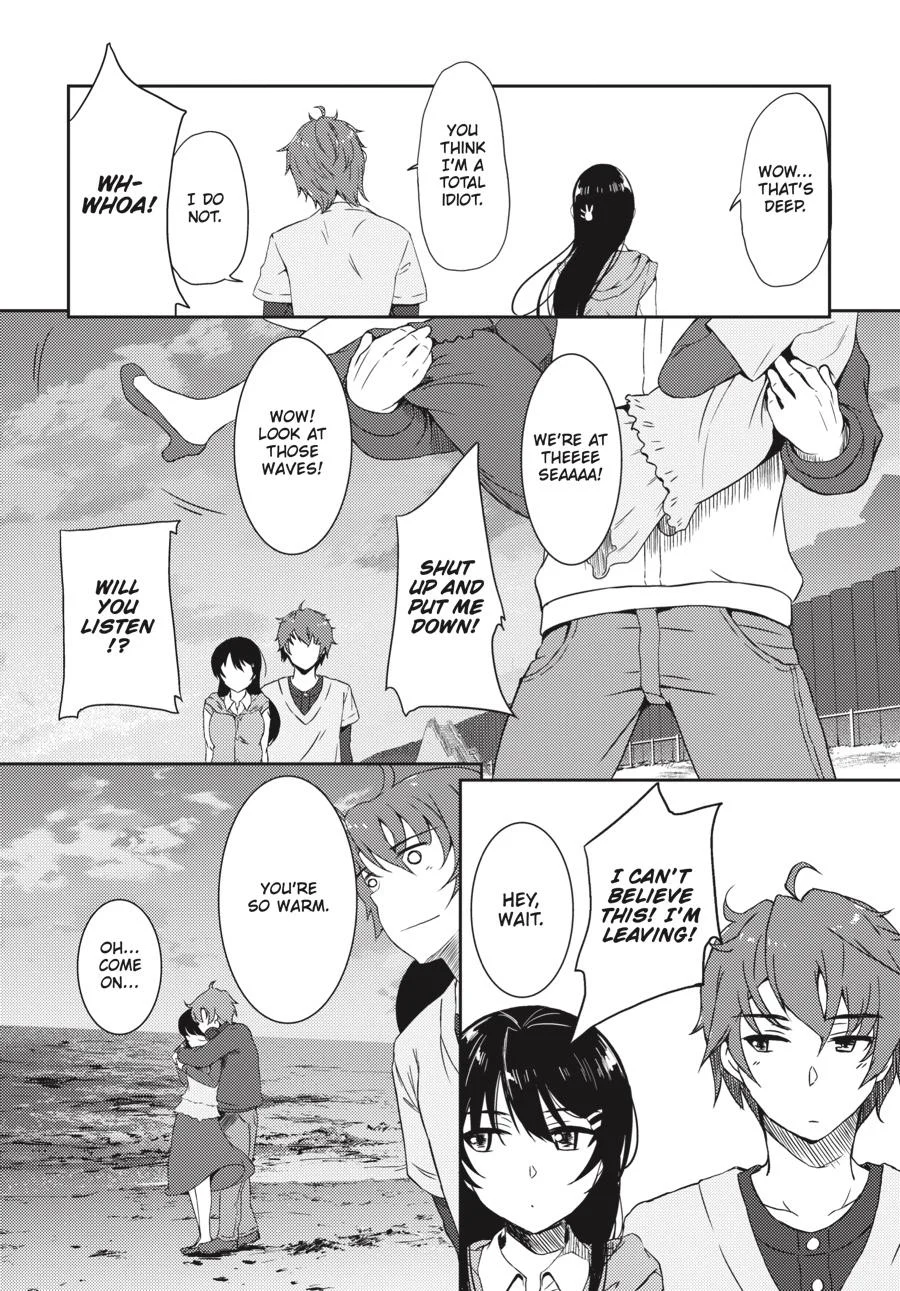 WOW...
THAT'S
DEEP.
YOU
THINK
I'M A
TOTAL
IDIOT.
I DO
NOT.
WH-
WHOA!
WE'RE AT
THEEEE
SEAAAA!
SHUT
UP AND
PUT ME
DOWN!
WOW!
LOOK AT
THOSE
WAVES!
WILL
YOU
LISTEN
!?
I CAN'T
BELIEVE
THIS! I'M
LEAVING!
HEY,
WAIT.
YOU'RE
SO WARM.
OH...
COME
ON...